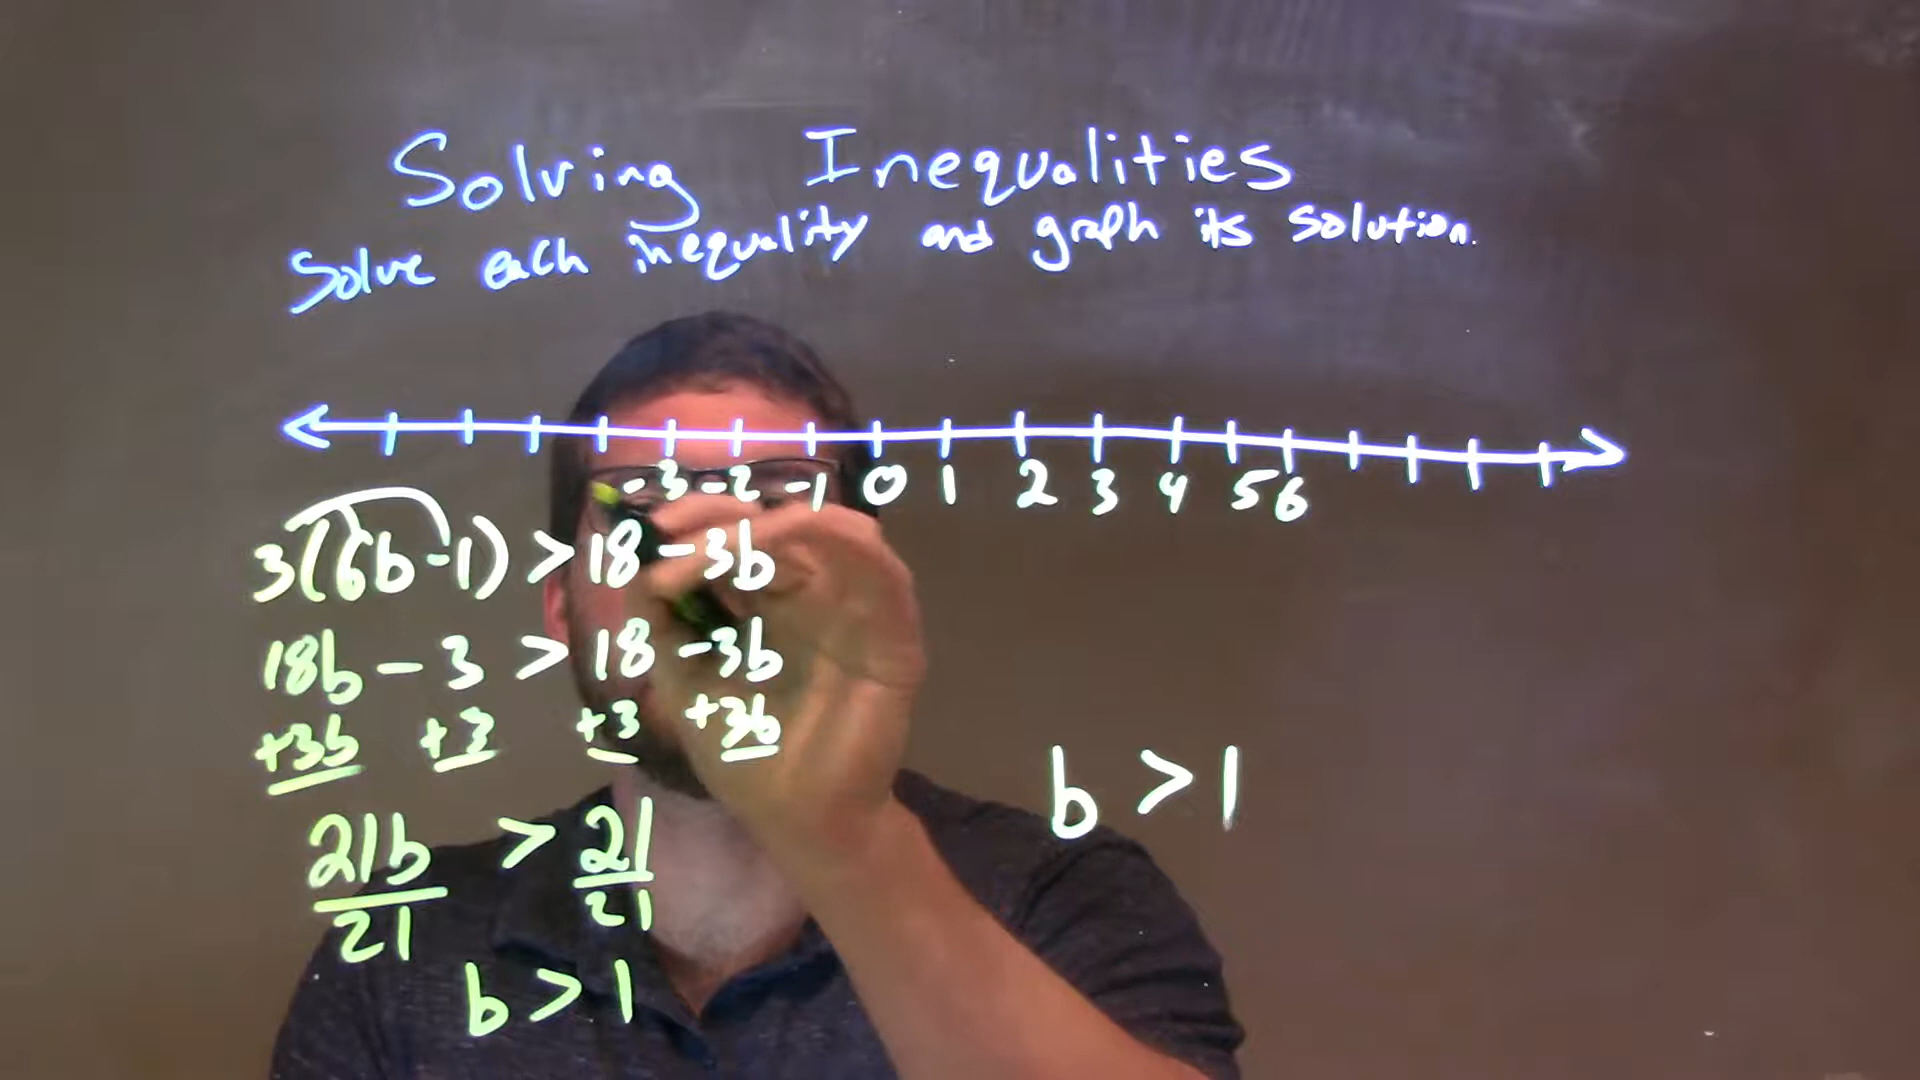 Solving Inequalities
Solve each inequality and graph its solution.
-3 -2 -1 0 1 2 3 4 5 6
3(6b-1) > 18 - 3b
18b - 3 > 18 - 3b
+3b +3 +3 +3b
21b > 21
21 21
b > 1
b > 1